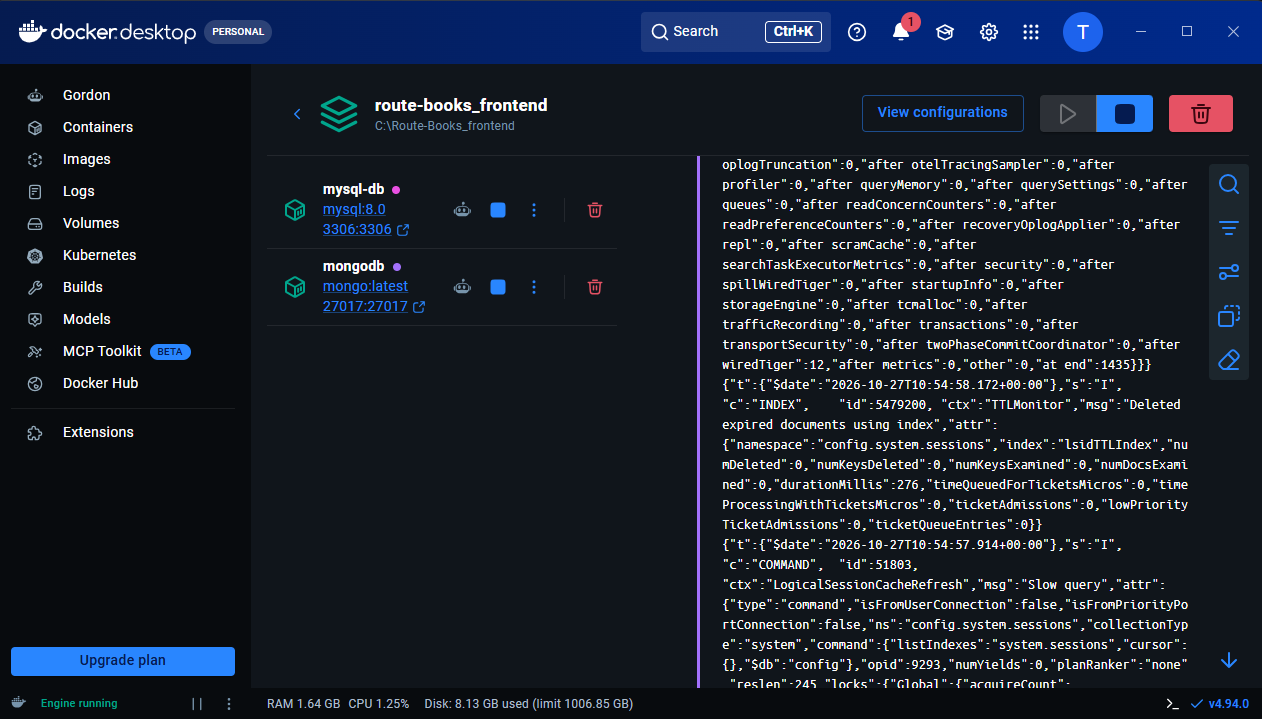 docker.desktop
PERSONAL
Search
Ctrl+K
1
T
Gordon
Containers
Images
Logs
Volumes
Kubernetes
Builds
Models
MCP Toolkit
BETA
Docker Hub
Extensions
Upgrade plan
route-books_frontend
C:\Route-Books_frontend
View configurations
mysql-db
mysql:8.0
3306:3306
mongodb
mongo:latest
27017:27017
oplogTruncation":0,"after otelTracingSampler":0,"after
profiler":0,"after queryMemory":0,"after querySettings":0,"after
queues":0,"after readConcernCounters":0,"after
readPreferenceCounters":0,"after recoveryOplogApplier":0,"after
repl":0,"after scramCache":0,"after
searchTaskExecutorMetrics":0,"after security":0,"after
spillWiredTiger":0,"after startupInfo":0,"after
storageEngine":0,"after tcmalloc":0,"after
trafficRecording":0,"after transactions":0,"after
transportSecurity":0,"after twoPhaseCommitCoordinator":0,"after
wiredTiger":12,"after metrics":0,"other":0,"at end":1435}}}
{"t":{"$date":"2026-10-27T10:54:58.172+00:00"},"s":"I",
"c":"INDEX",    "id":5479200, "ctx":"TTLMonitor","msg":"Deleted
expired documents using index","attr":
{"namespace":"config.system.sessions","index":"lsidTTLIndex","nu
mDeleted":0,"numKeysDeleted":0,"numKeysExamined":0,"numDocsExami
ned":0,"durationMillis":276,"timeQueuedForTicketsMicros":0,"time
ProcessingWithTicketsMicros":0,"ticketAdmissions":0,"lowPriority
TicketAdmissions":0,"ticketQueueEntries":0}}
{"t":{"$date":"2026-10-27T10:54:57.914+00:00"},"s":"I",
"c":"COMMAND",  "id":51803,
"ctx":"LogicalSessionCacheRefresh","msg":"Slow query","attr":
{"type":"command","isFromUserConnection":false,"isFromPriorityPo
rtConnection":false,"ns":"config.system.sessions","collectionTyp
e":"system","command":{"listIndexes":"system.sessions","cursor":
{},"$db":"config"},"opid":9293,"numYields":0,"planRanker":"none"
,"reslen":245,"locks":{"Global":{"acquireCount":
Engine running
RAM 1.64 GB
CPU 1.25%
Disk: 8.13 GB used (limit 1006.85 GB)
v4.94.0